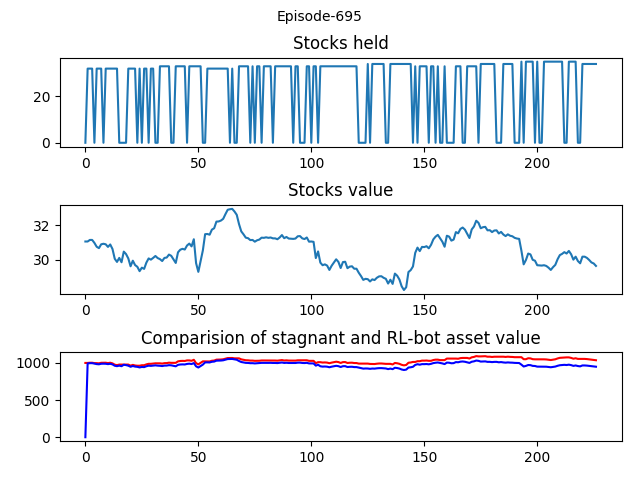 Episode-695
Stocks held
20
0
0 50 100 150 200
Stocks value
32
30
0 50 100 150 200
Comparision of stagnant and RL-bot asset value
1000
500
0
0 50 100 150 200